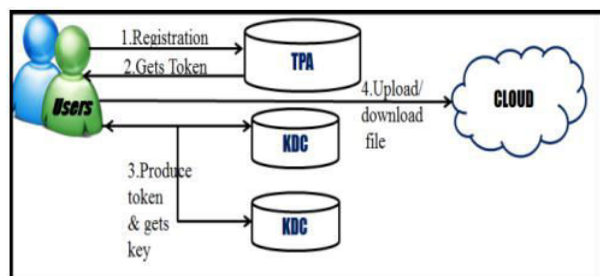 1.Registration
2.Gets Token
TPA
Users
4.Upload/
download
file
CLOUD
KDC
3.Produce
token
& gets
key
KDC